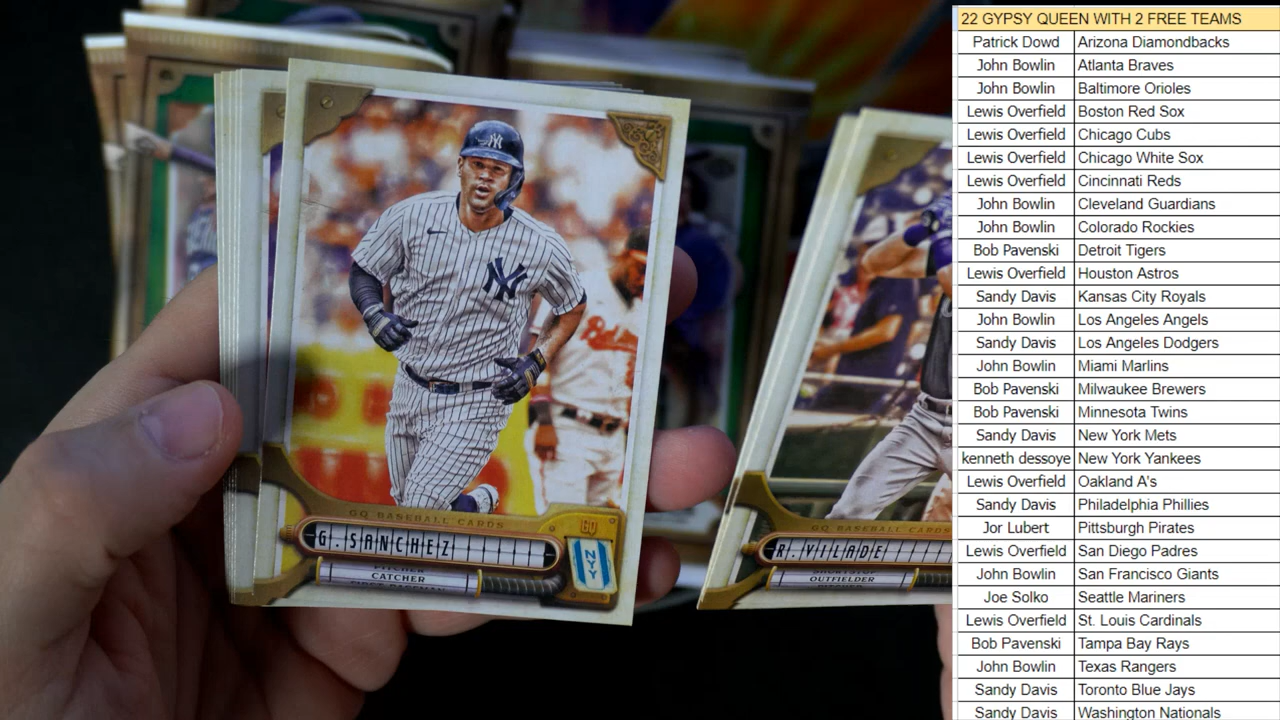 22 GYPSY QUEEN WITH 2 FREE TEAMS
Patrick Dowd Arizona Diamondbacks
John Bowlin Atlanta Braves
John Bowlin Baltimore Orioles
Lewis Overfield Boston Red Sox
Lewis Overfield Chicago Cubs
Lewis Overfield Chicago White Sox
Lewis Overfield Cincinnati Reds
John Bowlin Cleveland Guardians
John Bowlin Colorado Rockies
Bob Pavenski Detroit Tigers
Lewis Overfield Houston Astros
Sandy Davis Kansas City Royals
John Bowlin Los Angeles Angels
Sandy Davis Los Angeles Dodgers
John Bowlin Miami Marlins
Bob Pavenski Milwaukee Brewers
Bob Pavenski Minnesota Twins
Sandy Davis New York Mets
kenneth dessoye New York Yankees
Lewis Overfield Oakland A's
Sandy Davis Philadelphia Phillies
Jor Lubert Pittsburgh Pirates
Lewis Overfield San Diego Padres
John Bowlin San Francisco Giants
Joe Solko Seattle Mariners
Lewis Overfield St. Louis Cardinals
Bob Pavenski Tampa Bay Rays
John Bowlin Texas Rangers
Sandy Davis Toronto Blue Jays
Sandy Davis Washington Nationals
NY
NY
GQ BASEBALL CARDS
GQ
G. SANCHEZ
CATCHER
NYY
GQ BASEBALL CARDS
R. VILADE
OUTFIELDER